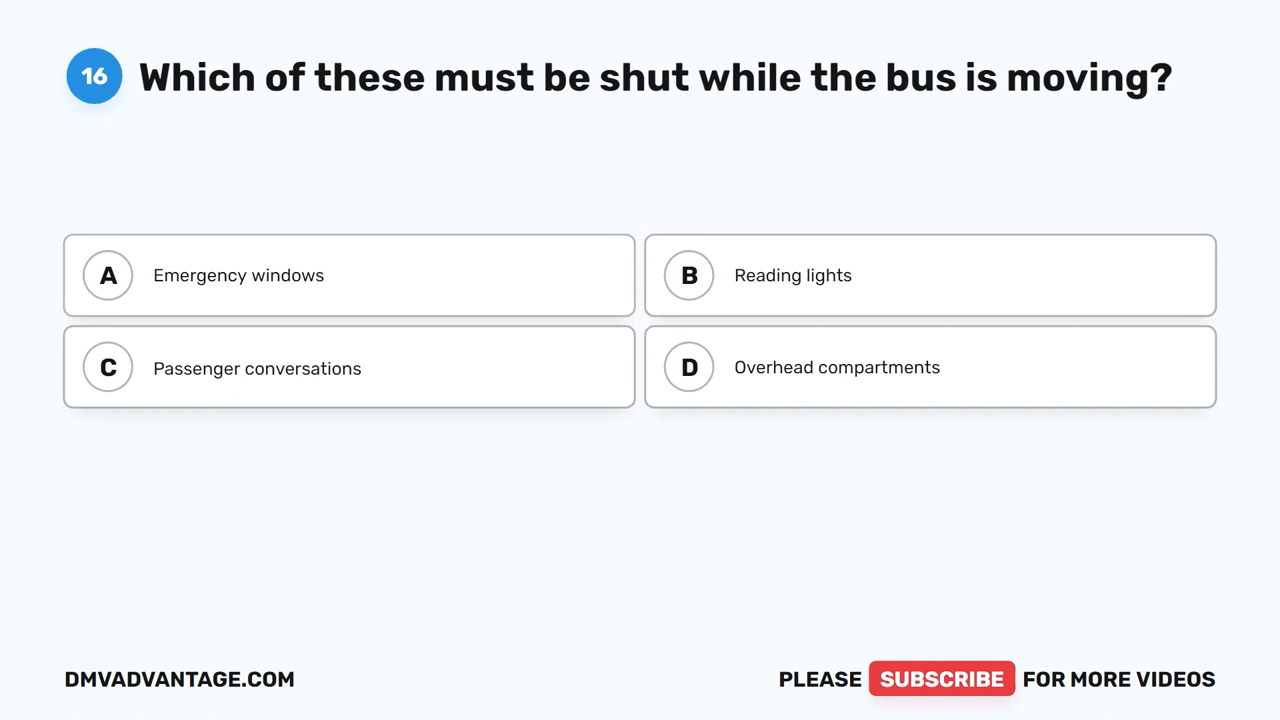 16 Which of these must be shut while the bus is moving?
A Emergency windows
B Reading lights
C Passenger conversations
D Overhead compartments
DMVADVANTAGE.COM
PLEASE SUBSCRIBE FOR MORE VIDEOS